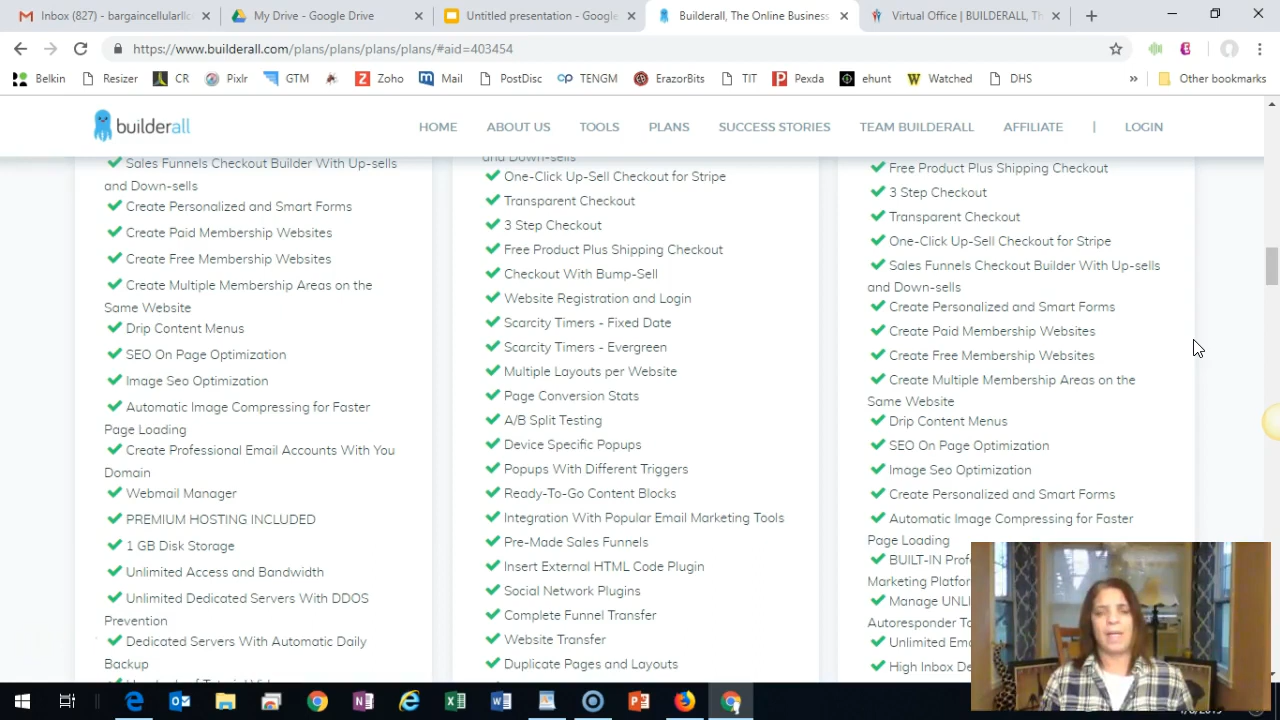 Inbox (827) - bargaincellularllc
My Drive - Google Drive
Untitled presentation - Google
Builderall, The Online Business
Virtual Office | BUILDERALL, Th
https://www.builderall.com/plans/plans/plans/plans/#aid=403454
Belkin
Resizer
CR
Pixlr
GTM
Zoho
Mail
PostDisc
TENGM
ErazorBits
TIT
Pexda
ehunt
Watched
DHS
Other bookmarks
builderall
HOME
ABOUT US
TOOLS
PLANS
SUCCESS STORIES
TEAM BUILDERALL
AFFILIATE
|
LOGIN
Sales Funnels Checkout Builder With Up-sells
and Down-sells
Create Personalized and Smart Forms
Create Paid Membership Websites
Create Free Membership Websites
Create Multiple Membership Areas on the
Same Website
Drip Content Menus
SEO On Page Optimization
Image Seo Optimization
Automatic Image Compressing for Faster
Page Loading
Create Professional Email Accounts With You
Domain
Webmail Manager
PREMIUM HOSTING INCLUDED
1 GB Disk Storage
Unlimited Access and Bandwidth
Unlimited Dedicated Servers With DDOS
Prevention
Dedicated Servers With Automatic Daily
Backup
and Down-sells
One-Click Up-Sell Checkout for Stripe
Transparent Checkout
3 Step Checkout
Free Product Plus Shipping Checkout
Checkout With Bump-Sell
Website Registration and Login
Scarcity Timers - Fixed Date
Scarcity Timers - Evergreen
Multiple Layouts per Website
Page Conversion Stats
A/B Split Testing
Device Specific Popups
Popups With Different Triggers
Ready-To-Go Content Blocks
Integration With Popular Email Marketing Tools
Pre-Made Sales Funnels
Insert External HTML Code Plugin
Social Network Plugins
Complete Funnel Transfer
Website Transfer
Duplicate Pages and Layouts
Free Product Plus Shipping Checkout
3 Step Checkout
Transparent Checkout
One-Click Up-Sell Checkout for Stripe
Sales Funnels Checkout Builder With Up-sells
and Down-sells
Create Personalized and Smart Forms
Create Paid Membership Websites
Create Free Membership Websites
Create Multiple Membership Areas on the
Same Website
Drip Content Menus
SEO On Page Optimization
Image Seo Optimization
Create Personalized and Smart Forms
Automatic Image Compressing for Faster
Page Loading
BUILT-IN Prof
Marketing Platfor
Manage UNL
Autoresponder To
Unlimited Ema
High Inbox De